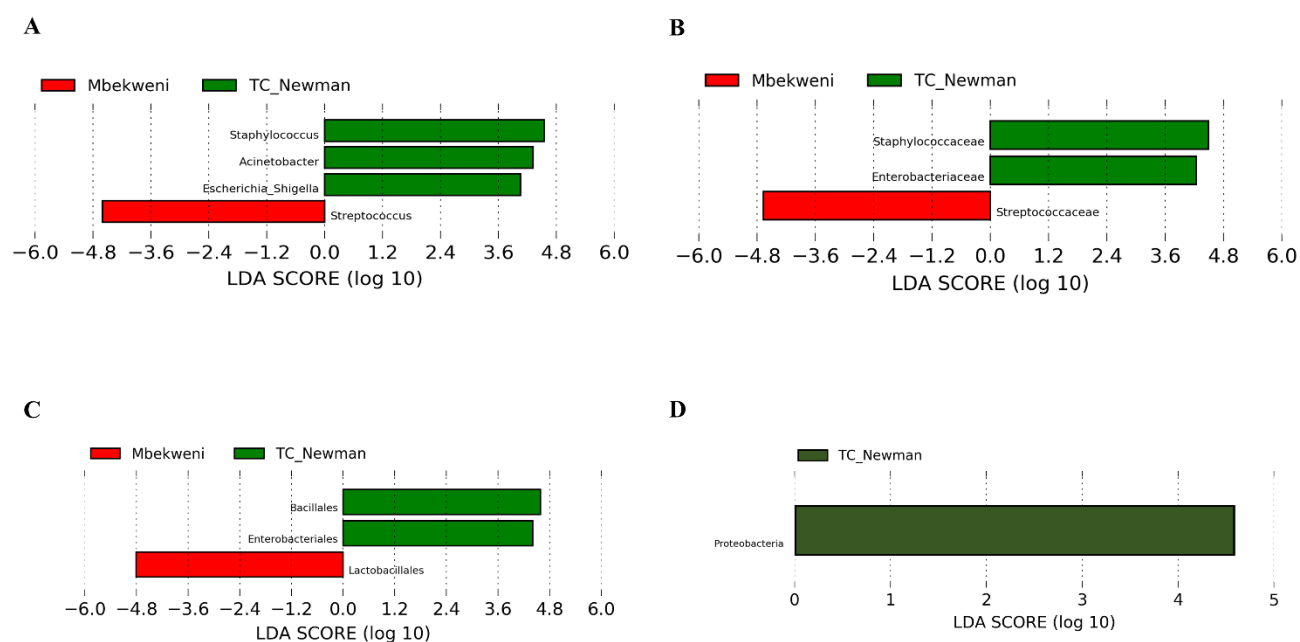 A
Mbekweni TC_Newman
Staphylococcus
Acinetobacter
Escherichia_Shigella
Streptococcus
−6.0 −4.8 −3.6 −2.4 −1.2 0.0 1.2 2.4 3.6 4.8 6.0
LDA SCORE (log 10)
B
Mbekweni TC_Newman
Staphylococcaceae
Enterobacteriaceae
Streptococcaceae
−6.0 −4.8 −3.6 −2.4 −1.2 0.0 1.2 2.4 3.6 4.8 6.0
LDA SCORE (log 10)
C
Mbekweni TC_Newman
Bacillales
Enterobacteriales
Lactobacillales
−6.0 −4.8 −3.6 −2.4 −1.2 0.0 1.2 2.4 3.6 4.8 6.0
LDA SCORE (log 10)
D
TC_Newman
Proteobacteria
0 1 2 3 4 5
LDA SCORE (log 10)